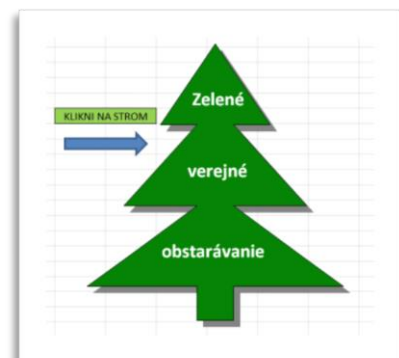 Zelené
KLIKNI NA STROM
verejné
obstarávanie